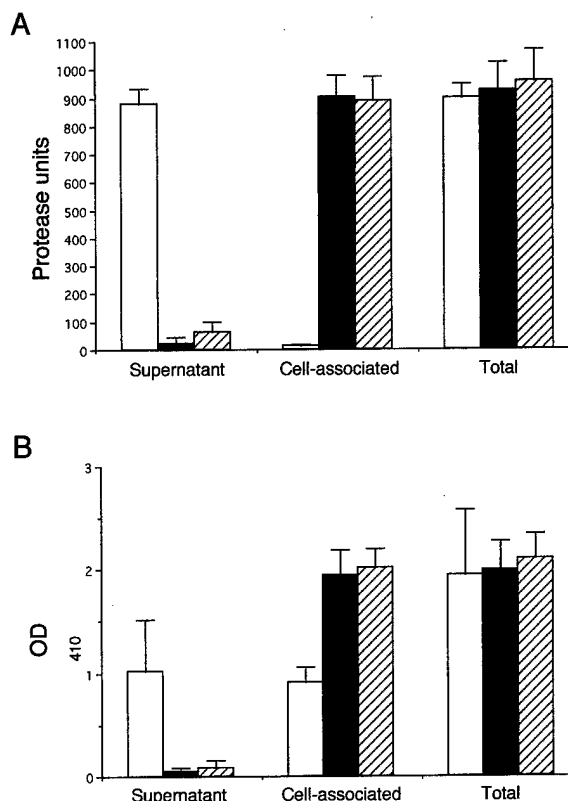 A
1100
1000
900
800
700
600
500
400
300
200
100
0
Protease units
Supernatant Cell-associated Total
B
3
2
1
0
OD 410
Supernatant Cell-associated Total